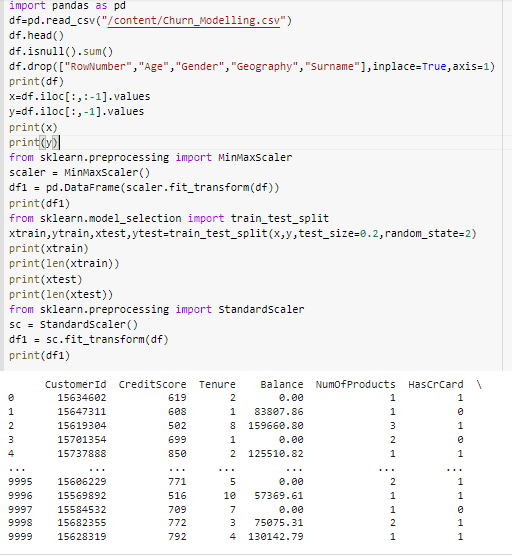 import pandas as pd
df=pd.read_csv("/content/Churn_Modelling.csv")
df.head()
df.isnull().sum()
df.drop(["RowNumber","Age","Gender","Geography","Surname"],inplace=True,axis=1)
print(df)
x=df.iloc[:,:-1].values
y=df.iloc[:,-1].values
print(x)
print(y)
from sklearn.preprocessing import MinMaxScaler
scaler = MinMaxScaler()
df1 = pd.DataFrame(scaler.fit_transform(df))
print(df1)
from sklearn.model_selection import train_test_split
xtrain,ytrain,xtest,ytest=train_test_split(x,y,test_size=0.2,random_state=2)
print(xtrain)
print(len(xtrain))
print(xtest)
print(len(xtest))
from sklearn.preprocessing import StandardScaler
sc = StandardScaler()
df1 = sc.fit_transform(df)
print(df1)
CustomerId CreditScore Tenure Balance NumOfProducts HasCrCard \
0 15634602 619 2 0.00 1 1
1 15647311 608 1 83807.86 1 0
2 15619304 502 8 159660.80 3 1
3 15701354 699 1 0.00 2 0
4 15737888 850 2 125510.82 1 1
... ... ... ... ... ... ...
9995 15606229 771 5 0.00 2 1
9996 15569892 516 10 57369.61 1 1
9997 15584532 709 7 0.00 1 0
9998 15682355 772 3 75075.31 2 1
9999 15628319 792 4 130142.79 1 1